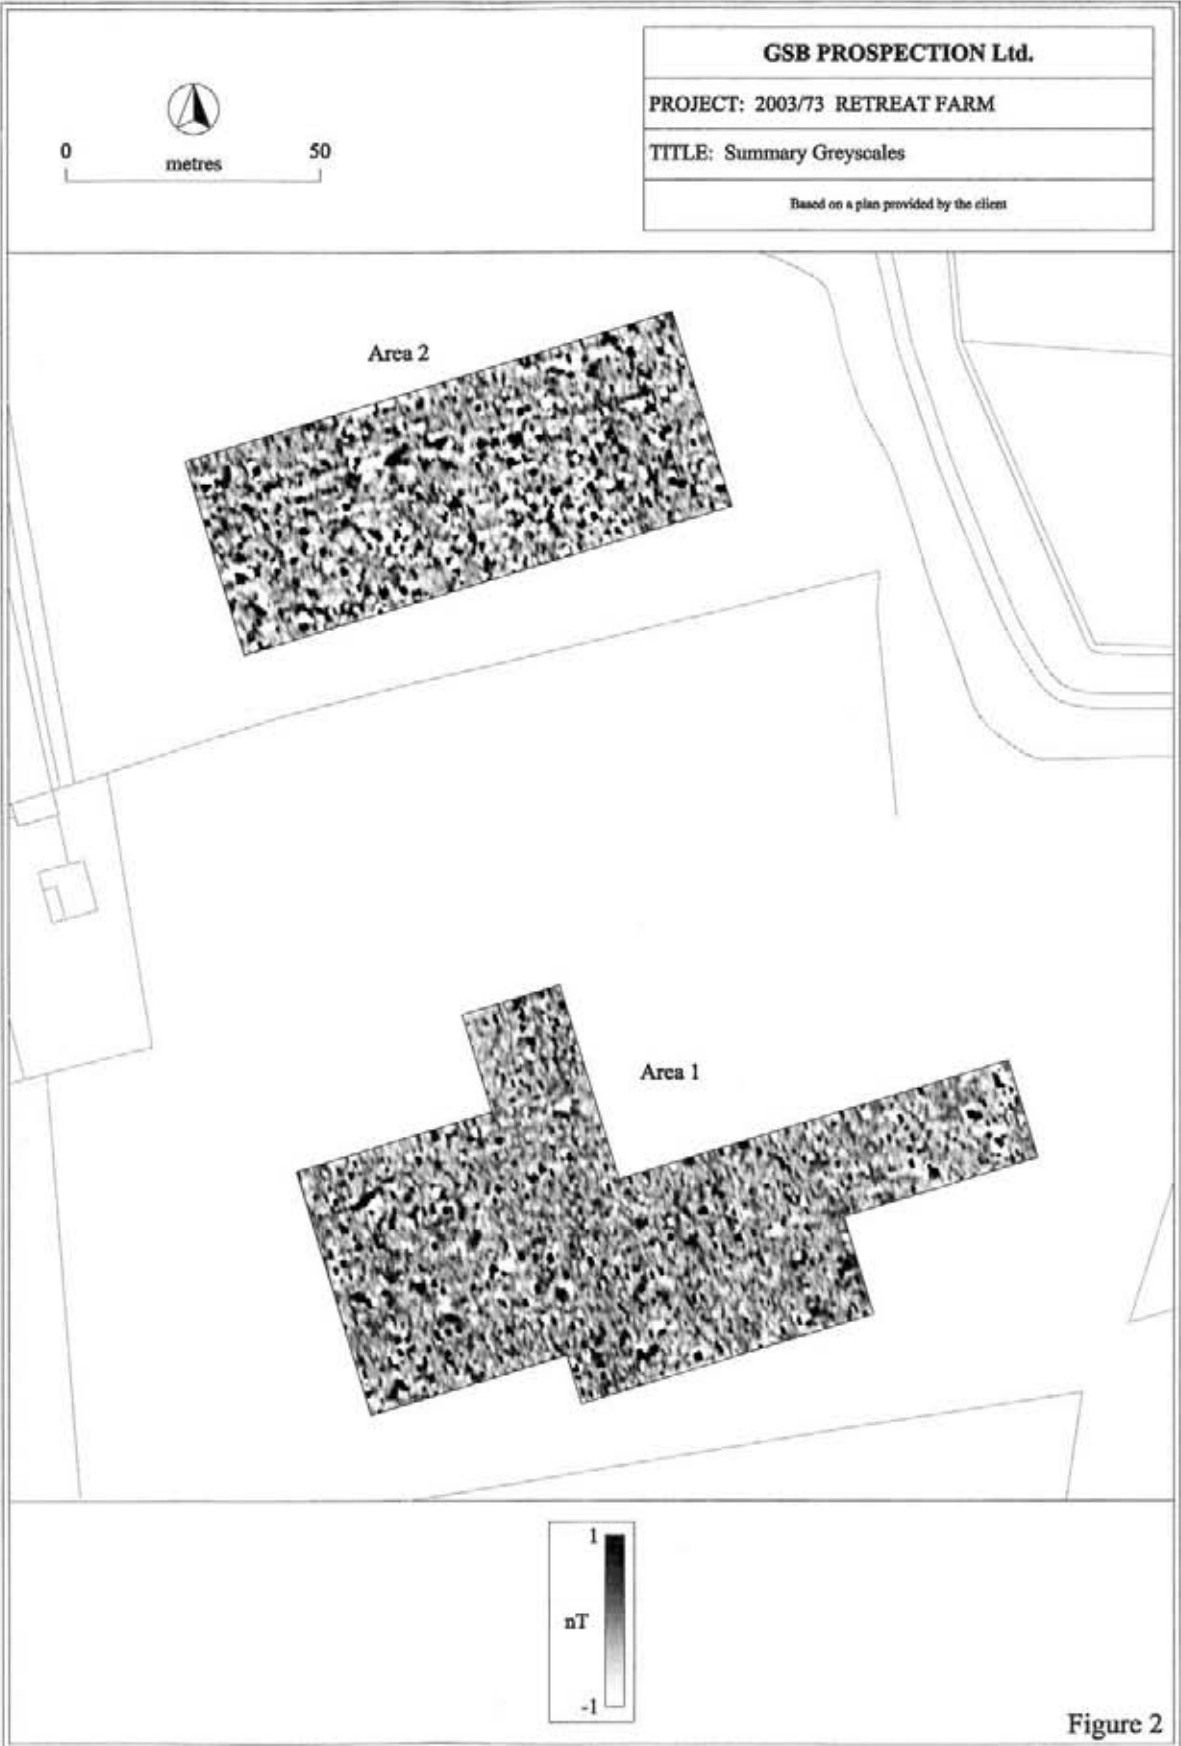 GSB PROSPECTION Ltd.
PROJECT: 2003/73 RETREAT FARM
TITLE: Summary Greyscales
Based on a plan provided by the client
0 50
metres
Area 2
Area 1
1
nT
-1
Figure 2